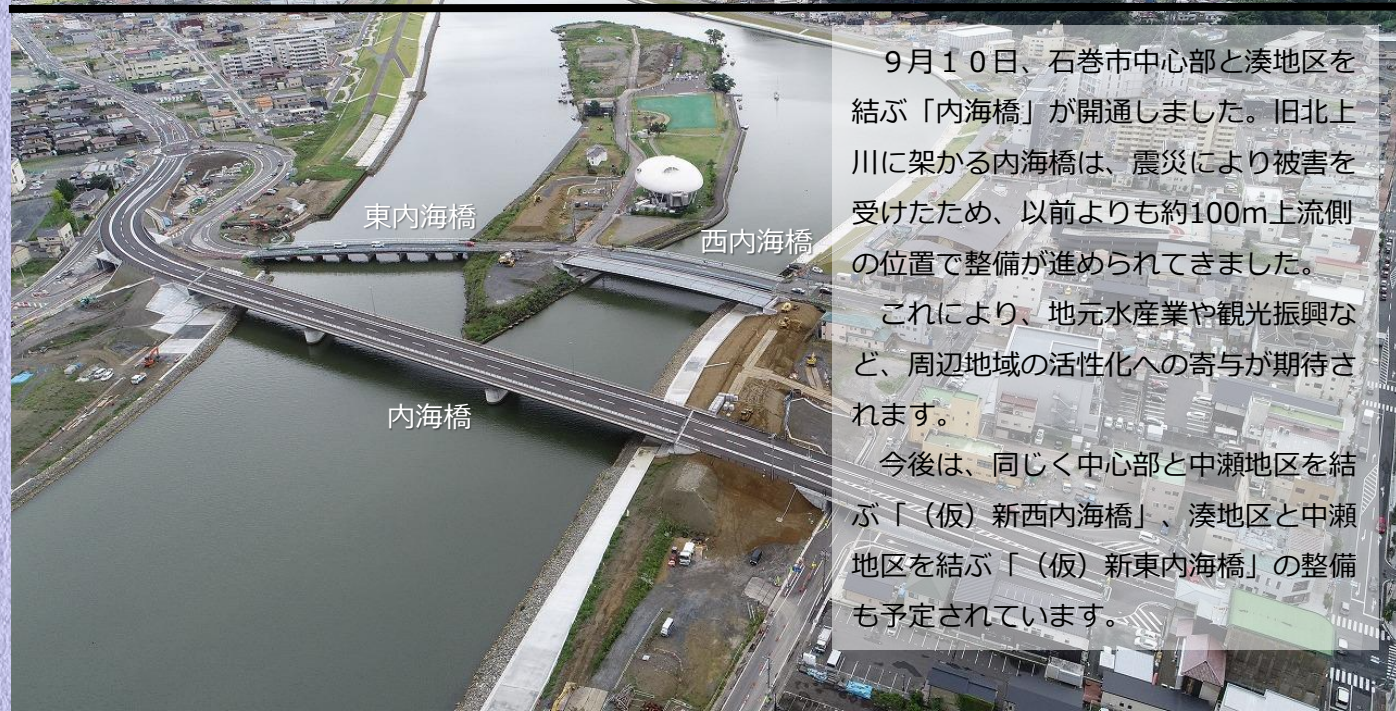 9月10日、石巻市中心部と湊地区を
結ぶ「内海橋」が開通しました。旧北上
川に架かる内海橋は、震災により被害を
受けたため、以前よりも約100m上流側
の位置で整備が進められてきました。
これにより、地元水産業や観光振興な
ど、周辺地域の活性化への寄与が期待さ
れます。
今後は、同じく中心部と中瀬地区を結
ぶ「(仮)新西内海橋」、湊地区と中瀬
地区を結ぶ「(仮)新東内海橋」の整備
も予定されています。
東内海橋
西内海橋
内海橋